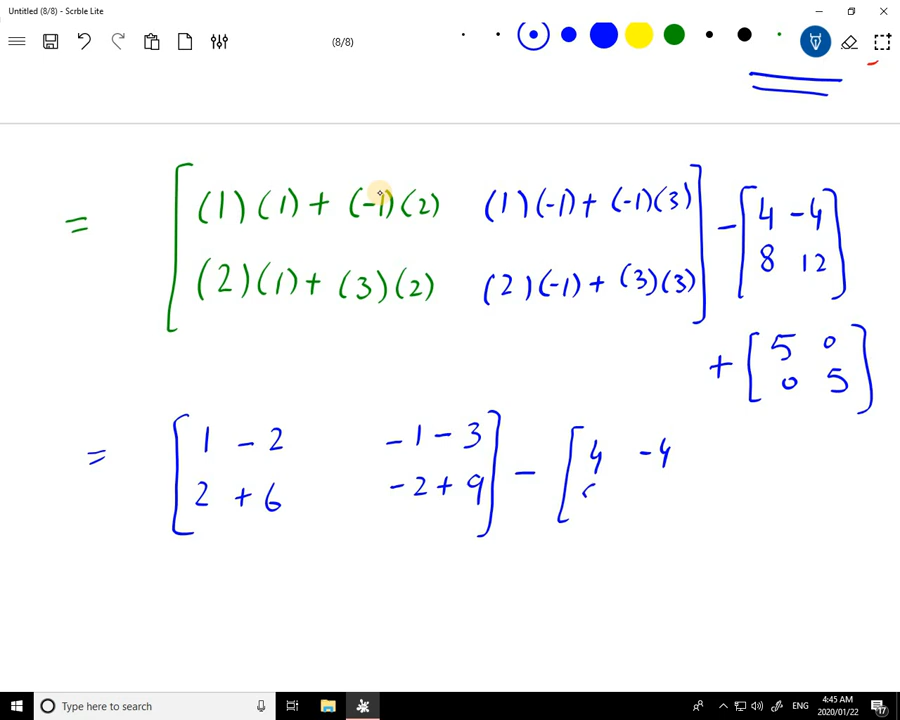 Untitled (8/8) - Scrble Lite
(8/8)
= [ (1)(1) + (-1)(2) (1)(-1) + (-1)(3) ] - [ 4 -4
(2)(1) + (3)(2) (2)(-1) + (3)(3) ] 8 12 ]
+ [ 5 0
0 5 ]
= [ 1 - 2 -1 - 3 ] - [ 4 -4
2 + 6 -2 + 9 ]
Type here to search
ENG
4:45 AM
2020/01/22
17